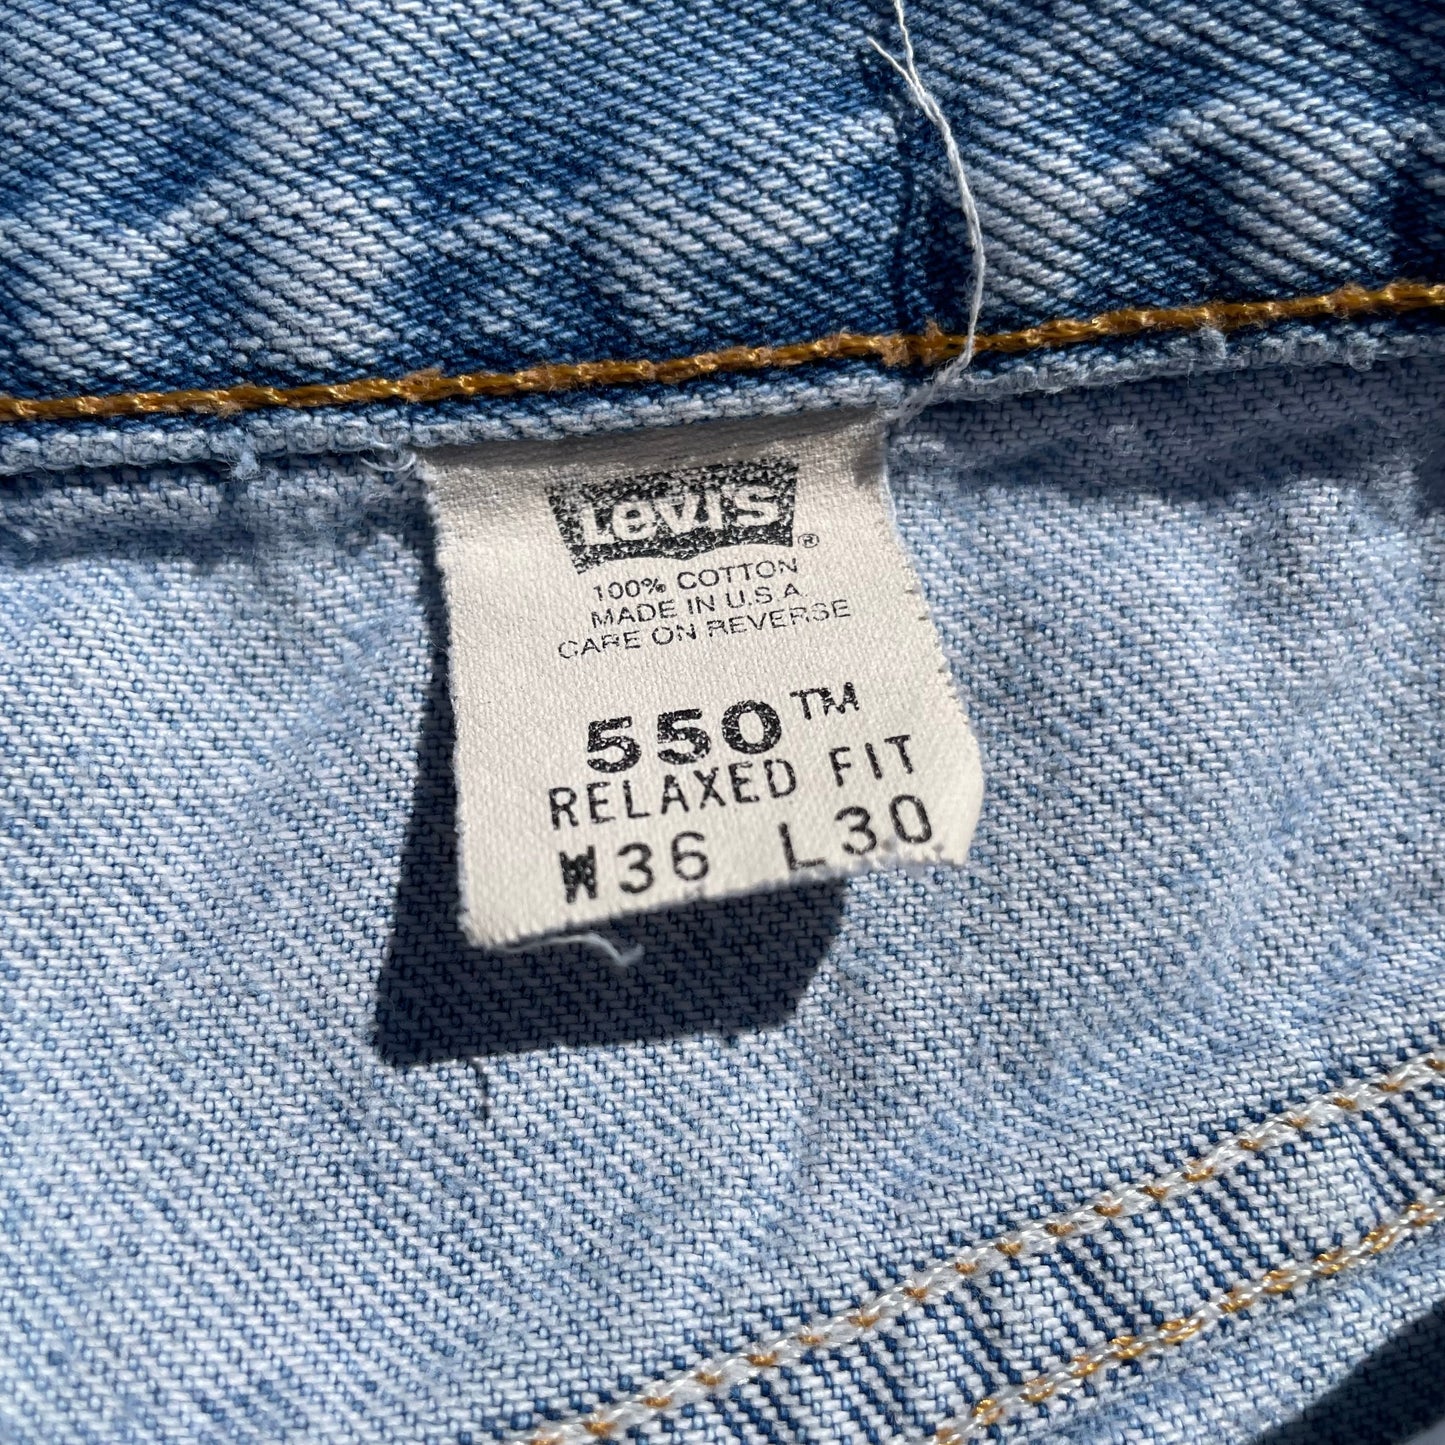 Levi's ®
100% COTTON
MADE IN U.S.A.
CARE ON REVERSE
550™
RELAXED FIT
W36 L30